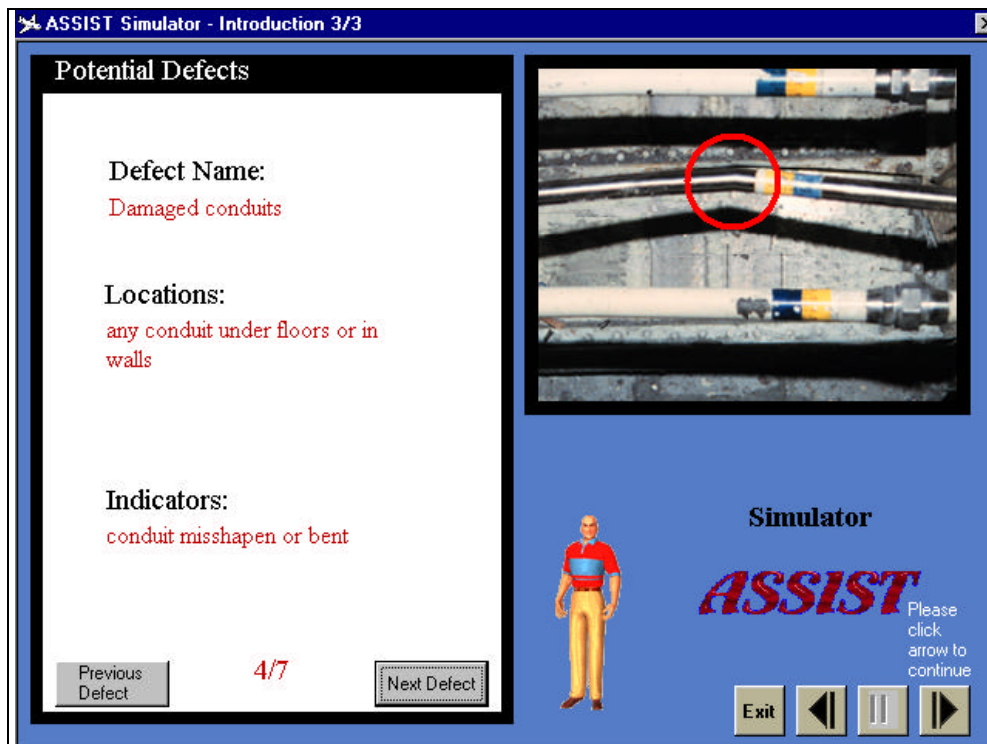 ASSIST Simulator - Introduction 3/3
Potential Defects
Defect Name:
Damaged conduits
Locations:
any conduit under floors or in
walls
Indicators:
conduit misshapen or bent
Previous
Defect
4/7
Next Defect
Simulator
ASSIST
Please
click
arrow to
continue
Exit